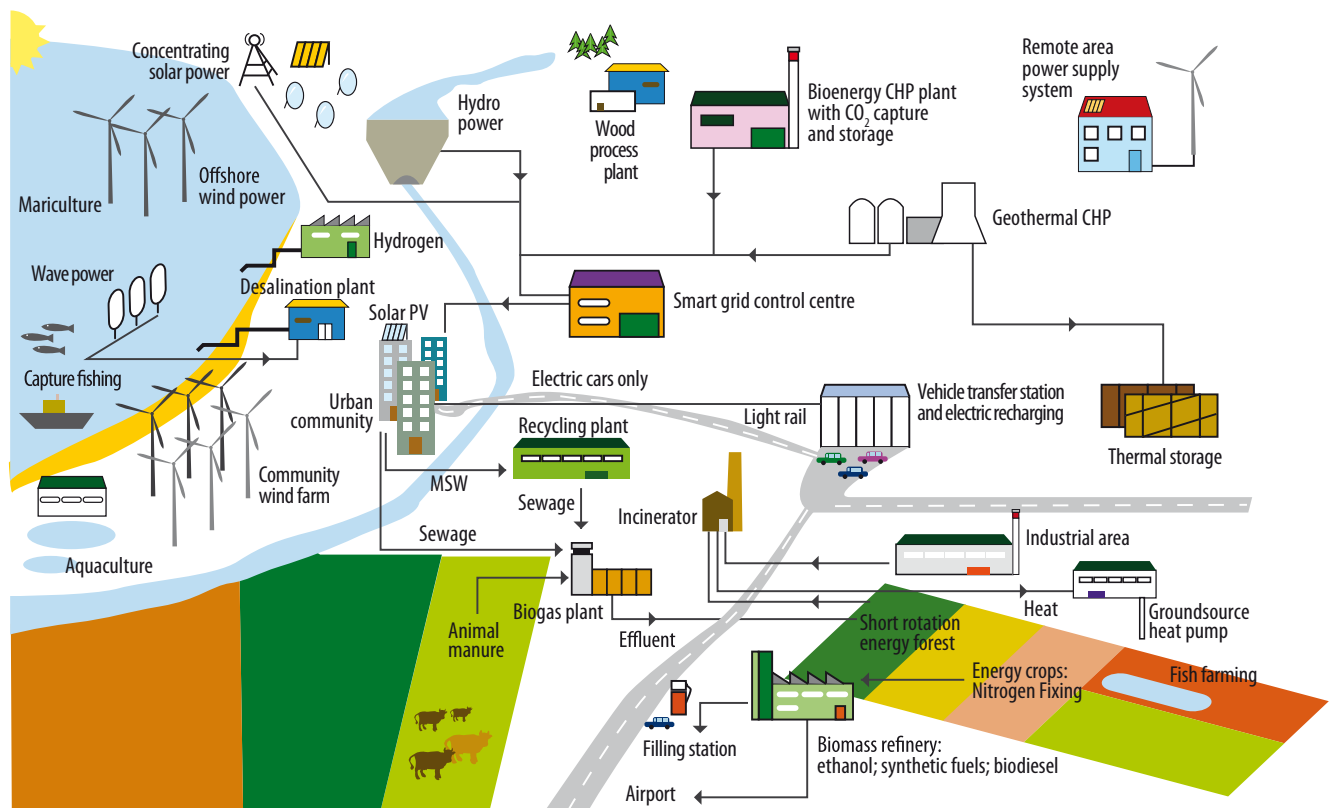 Concentrating
solar power
Hydro
power
Wood
process
plant
Bioenergy CHP plant
with CO₂ capture
and storage
Remote area
power supply
system
Offshore
wind power
Mariculture
Hydrogen
Geothermal CHP
Wave power
Desalination plant
Solar PV
Smart grid control centre
Capture fishing
Urban
community
Electric cars only
Light rail
Vehicle transfer station
and electric recharging
Thermal storage
Community
wind farm
Recycling plant
MSW
Sewage
Incinerator
Sewage
Industrial area
Aquaculture
Biogas plant
Effluent
Animal
manure
Short rotation
energy forest
Heat
Groundsource
heat pump
Energy crops:
Nitrogen Fixing
Fish farming
Filling station
Biomass refinery:
ethanol; synthetic fuels; biodiesel
Airport